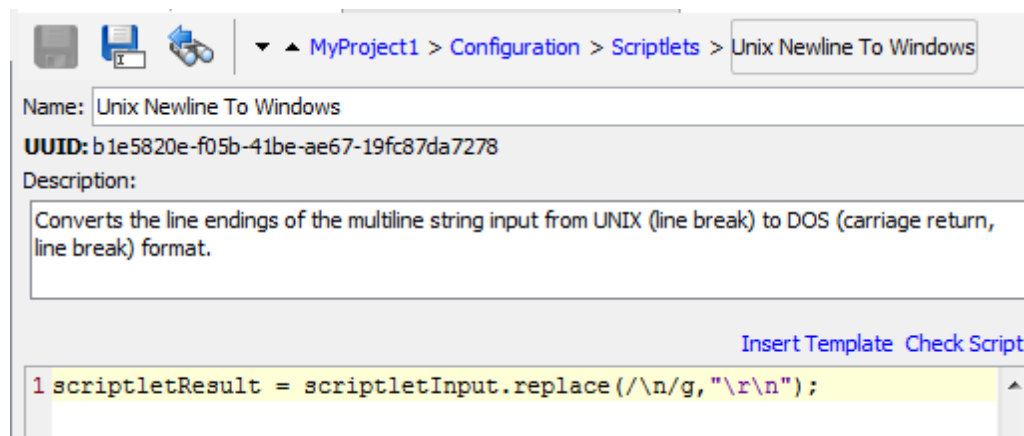 MyProject1 > Configuration > Scriptlets > Unix Newline To Windows
Name: Unix Newline To Windows
UUID: b1e5820e-f05b-41be-ae67-19fc87da7278
Description:
Converts the line endings of the multiline string input from UNIX (line break) to DOS (carriage return,
line break) format.
Insert Template Check Script
1 scriptletResult = scriptletInput.replace(/\n/g,"\r\n");